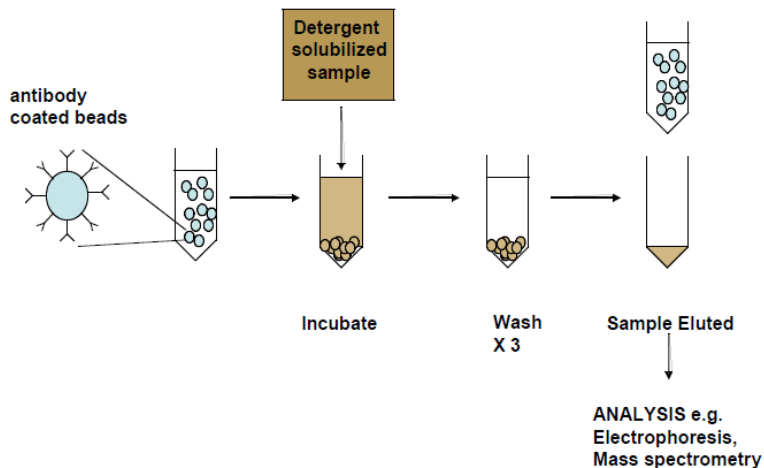 Detergent
solubilized
sample
antibody
coated beads
Incubate
Wash
X 3
Sample Eluted
ANALYSIS e.g.
Electrophoresis,
Mass spectrometry